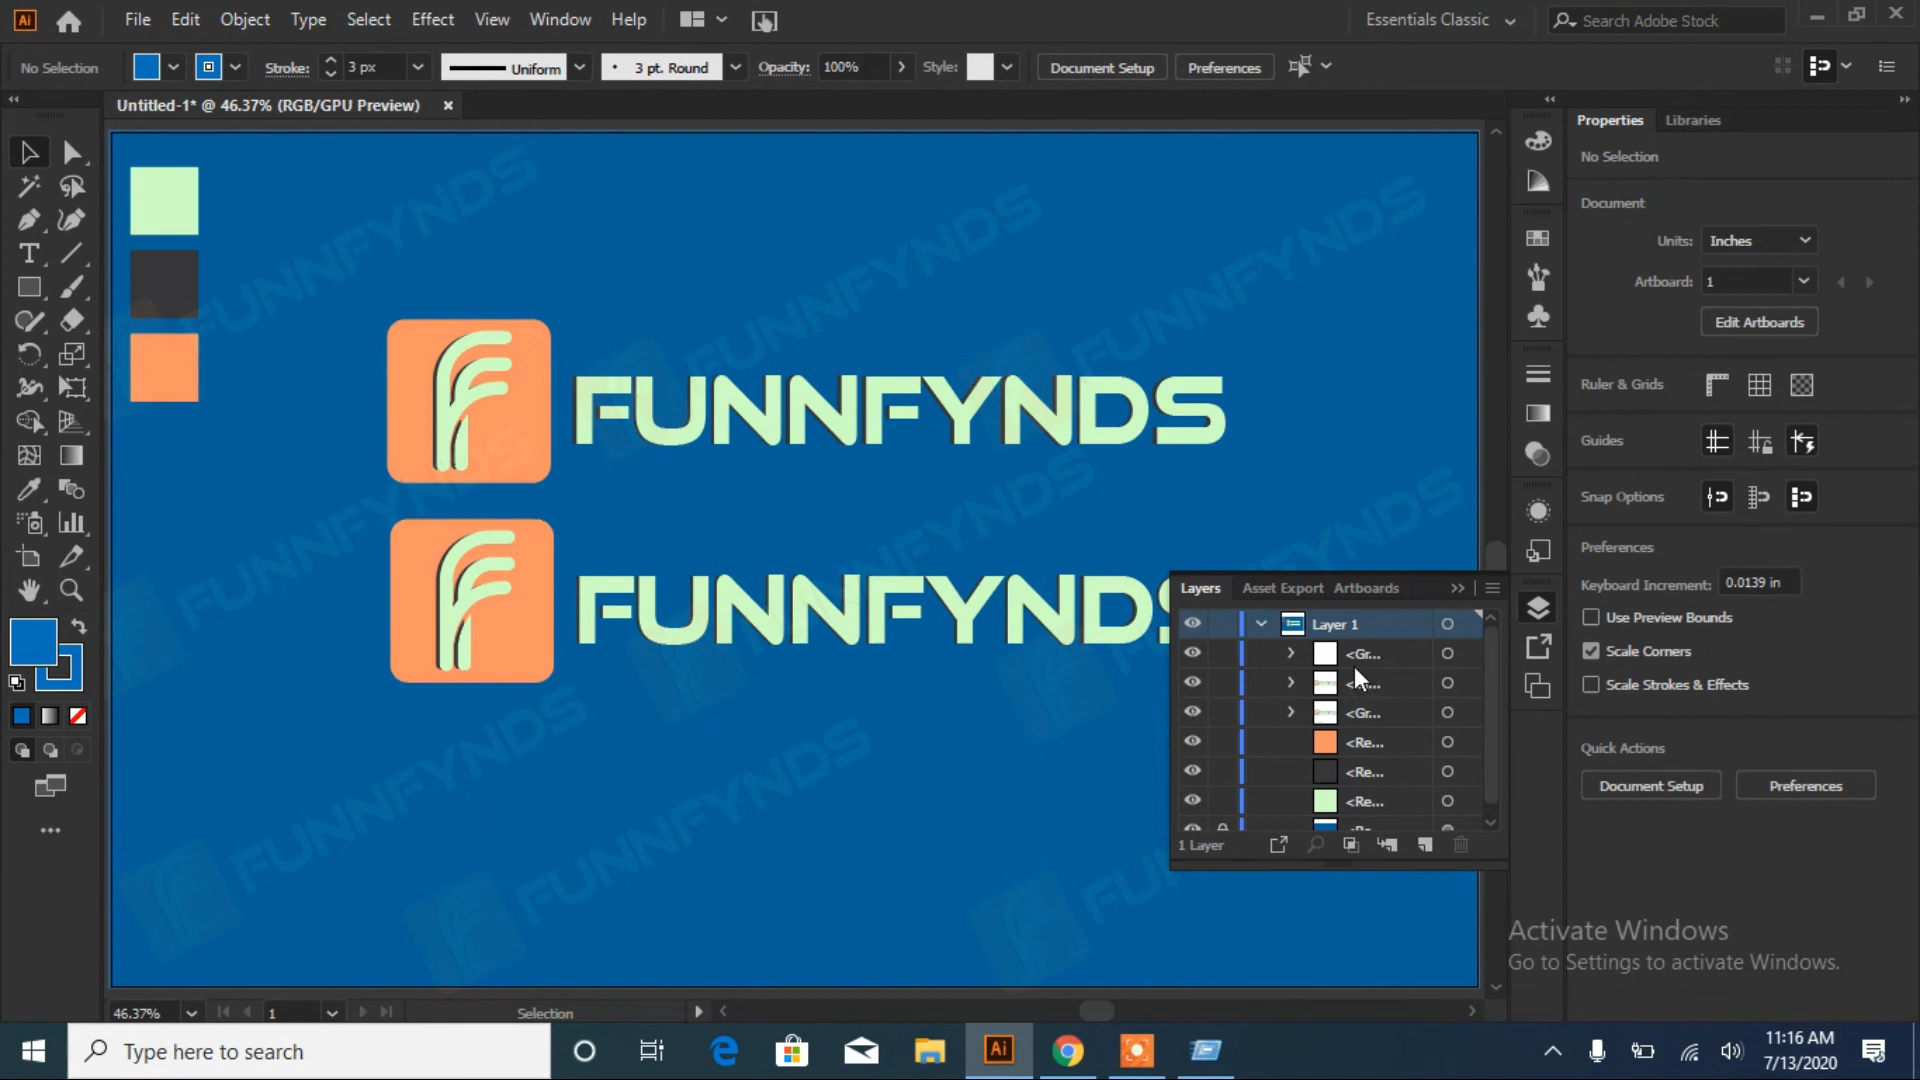 File Edit Object Type Select Effect View Window Help
Essentials Classic
Search Adobe Stock
No Selection
Stroke: 3 px
Uniform
3 pt. Round
Opacity: 100%
Style:
Document Setup
Preferences
Untitled-1* @ 46.37% (RGB/GPU Preview)
FUNNFYNDS
FUNNFYNDS
FUNNFYNDS
FUNNFYNDS
FUNNFYNDS
Layers Asset Export Artboards
Layer 1
<Gr...
<Gr...
<Re...
<Re...
<Re...
1 Layer
Properties Libraries
No Selection
Document
Units: Inches
Artboard: 1
Edit Artboards
Ruler & Grids
Guides
Snap Options
Preferences
Keyboard Increment: 0.0139 in
Use Preview Bounds
Scale Corners
Scale Strokes & Effects
Quick Actions
Document Setup
Preferences
Activate Windows
Go to Settings to activate Windows.
46.37% 1 Selection
Type here to search
11:16 AM
7/13/2020